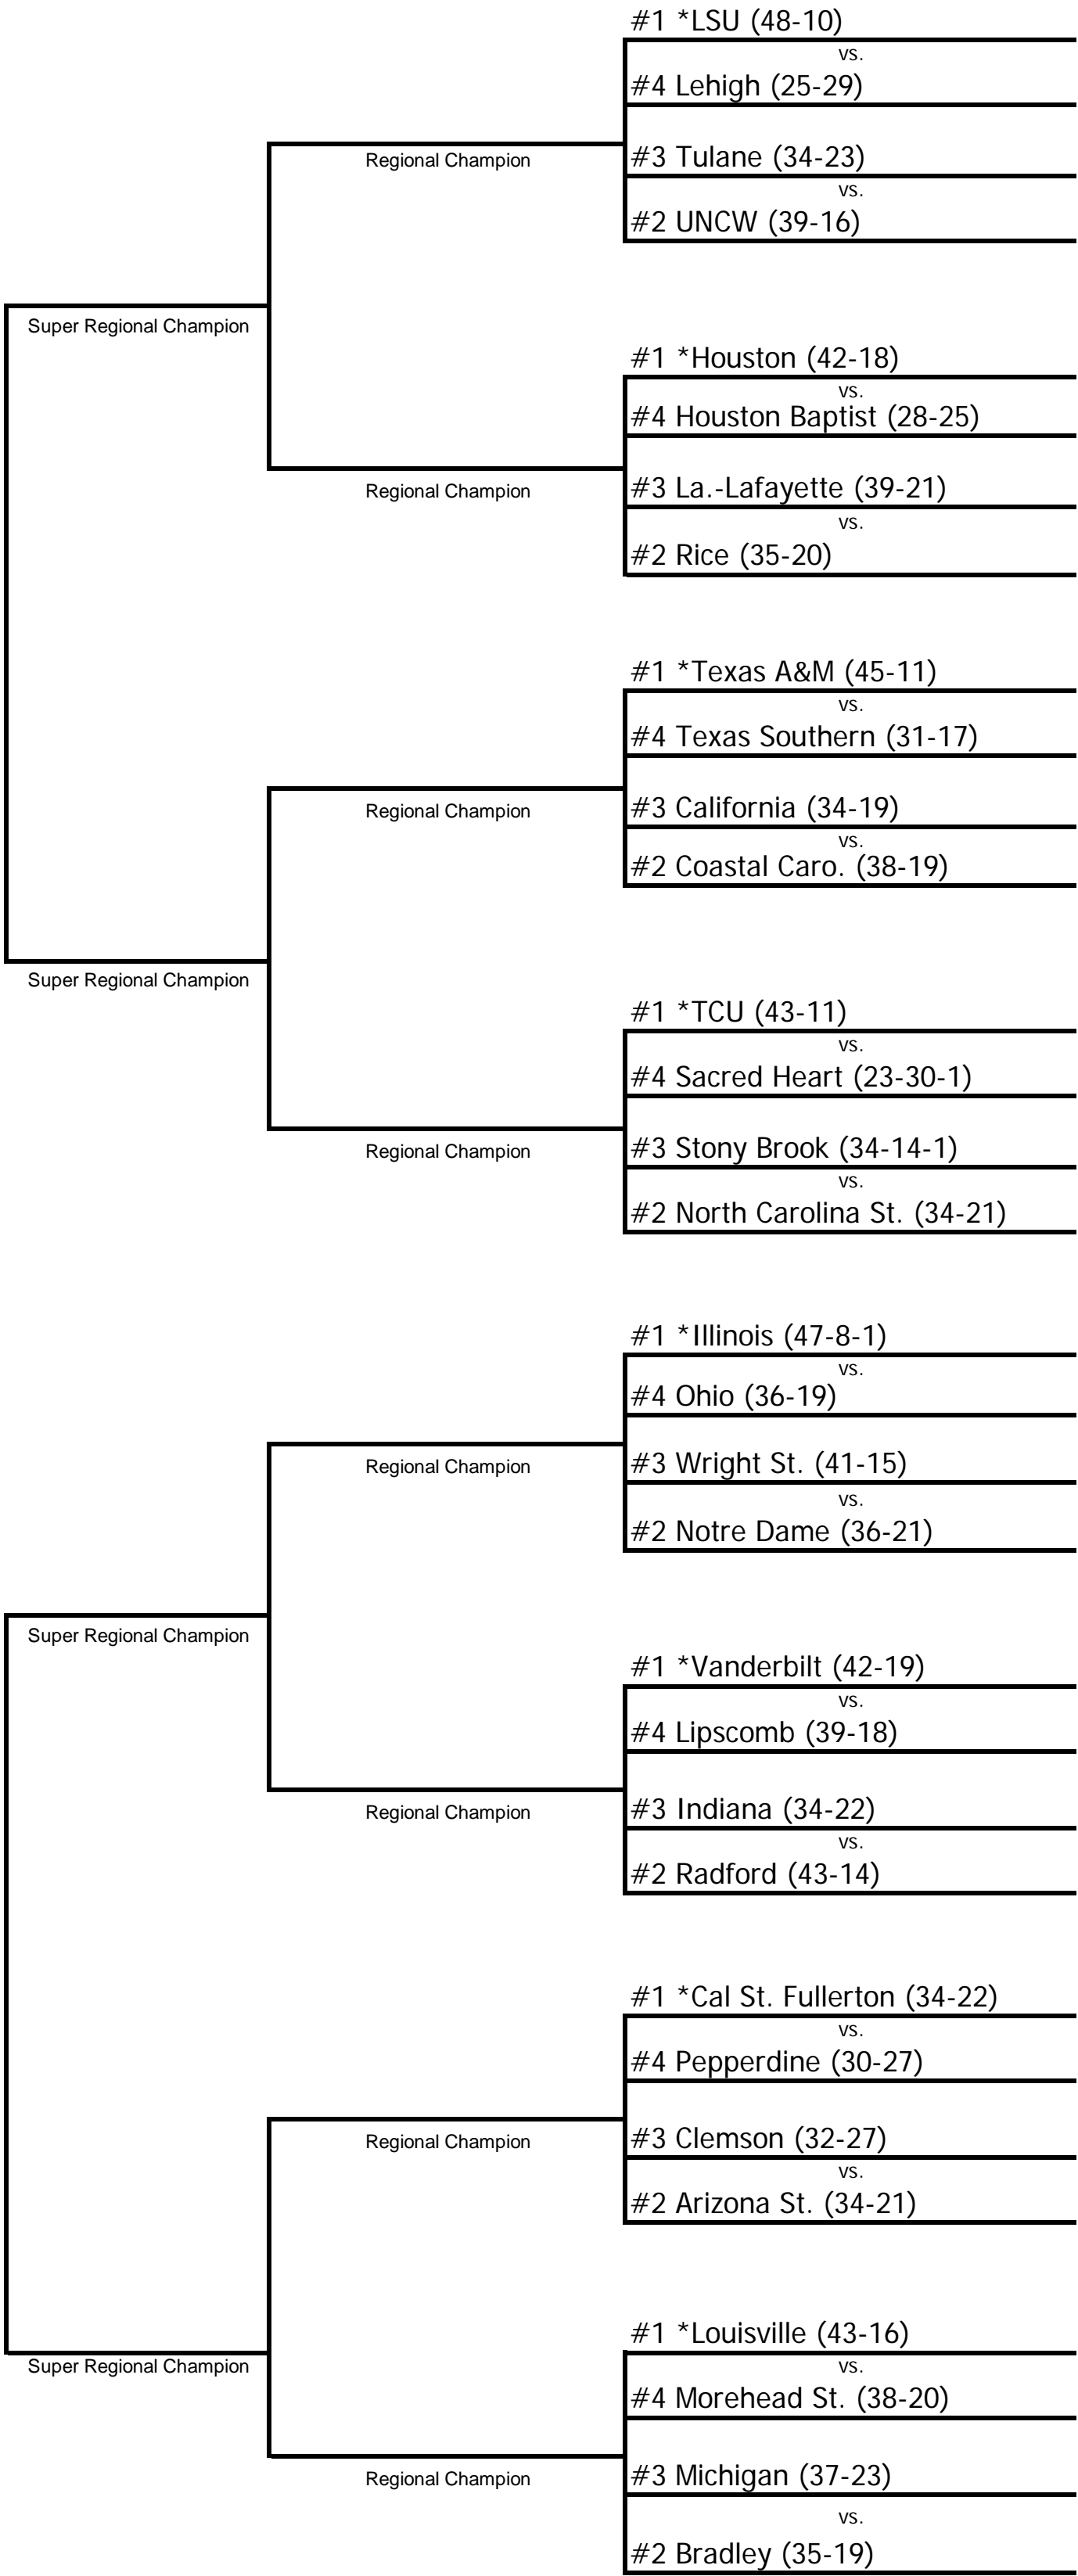 #1 *LSU (48-10)
vs.
#4 Lehigh (25-29)
Regional Champion
#3 Tulane (34-23)
vs.
#2 UNCW (39-16)
Super Regional Champion
#1 *Houston (42-18)
vs.
#4 Houston Baptist (28-25)
Regional Champion
#3 La.-Lafayette (39-21)
vs.
#2 Rice (35-20)
#1 *Texas A&M (45-11)
vs.
#4 Texas Southern (31-17)
Regional Champion
#3 California (34-19)
vs.
#2 Coastal Caro. (38-19)
Super Regional Champion
#1 *TCU (43-11)
vs.
#4 Sacred Heart (23-30-1)
Regional Champion
#3 Stony Brook (34-14-1)
vs.
#2 North Carolina St. (34-21)
#1 *Illinois (47-8-1)
vs.
#4 Ohio (36-19)
Regional Champion
#3 Wright St. (41-15)
vs.
#2 Notre Dame (36-21)
Super Regional Champion
#1 *Vanderbilt (42-19)
vs.
#4 Lipscomb (39-18)
Regional Champion
#3 Indiana (34-22)
vs.
#2 Radford (43-14)
#1 *Cal St. Fullerton (34-22)
vs.
#4 Pepperdine (30-27)
Regional Champion
#3 Clemson (32-27)
vs.
#2 Arizona St. (34-21)
Super Regional Champion
#1 *Louisville (43-16)
vs.
#4 Morehead St. (38-20)
Regional Champion
#3 Michigan (37-23)
vs.
#2 Bradley (35-19)